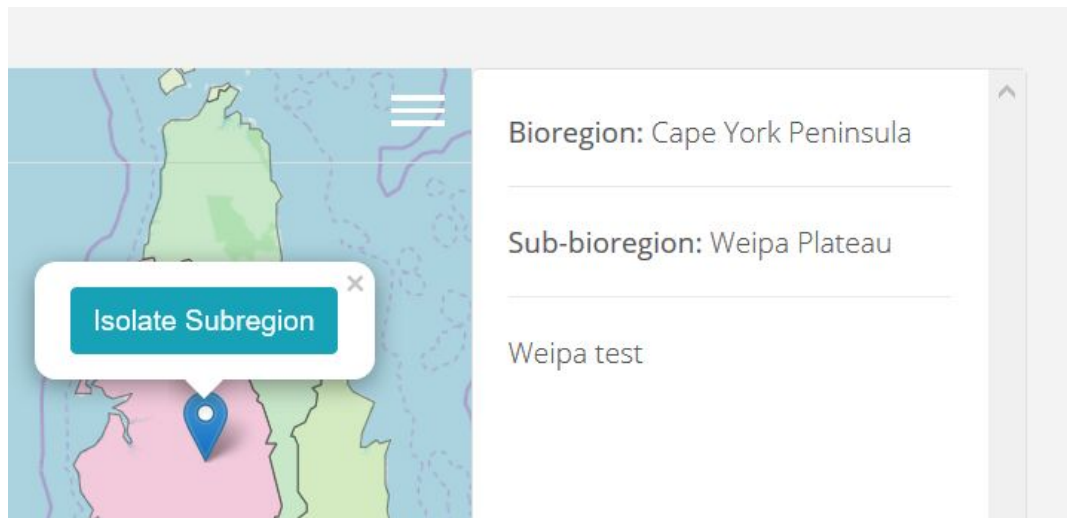 Bioregion: Cape York Peninsula
Sub-bioregion: Weipa Plateau
Isolate Subregion
Weipa test